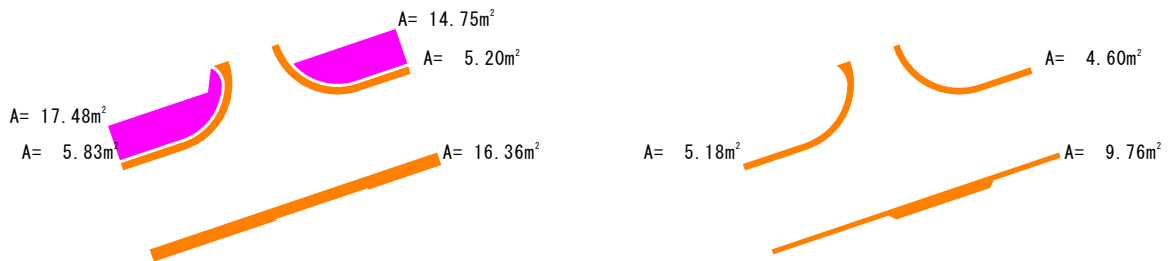 A= 14.75m²
A=  5.20m²
A= 4.60m²
A= 17.48m²
A=  5.83m²
A= 16.36m²
A= 5.18m²
A=  9.76m²